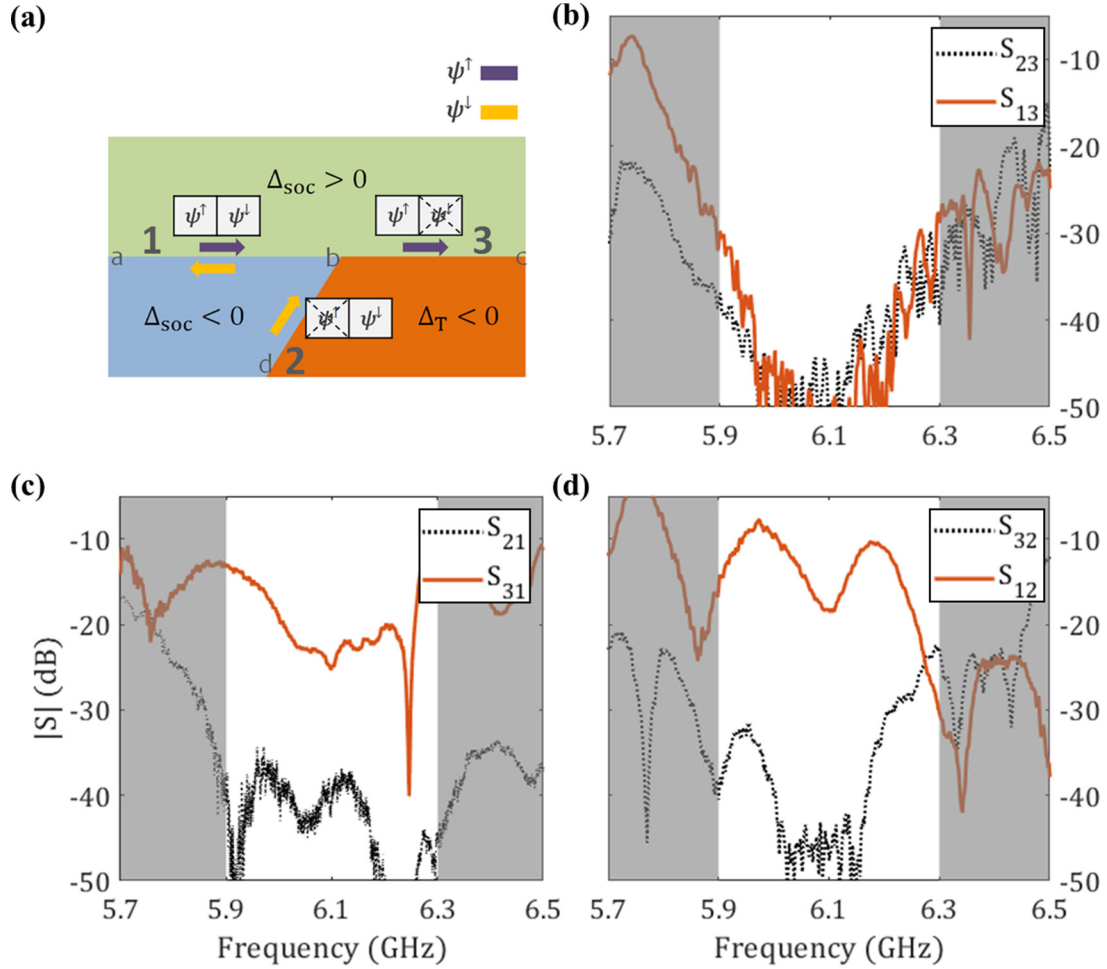 (a)
ψ↑
ψ↓
Δsoc > 0
ψ↑ ψ↓
ψ↑ ψ↓
1
3
a
b
c
Δsoc < 0
ψ↑ ψ↓
ΔT < 0
d
2
(b)
S23
S13
-10
-20
-30
-40
-50
5.7 5.9 6.1 6.3 6.5
(c)
S21
S31
-10
-20
-30
-40
-50
|S| (dB)
5.7 5.9 6.1 6.3 6.5
Frequency (GHz)
(d)
S32
S12
-10
-20
-30
-40
-50
5.7 5.9 6.1 6.3 6.5
Frequency (GHz)